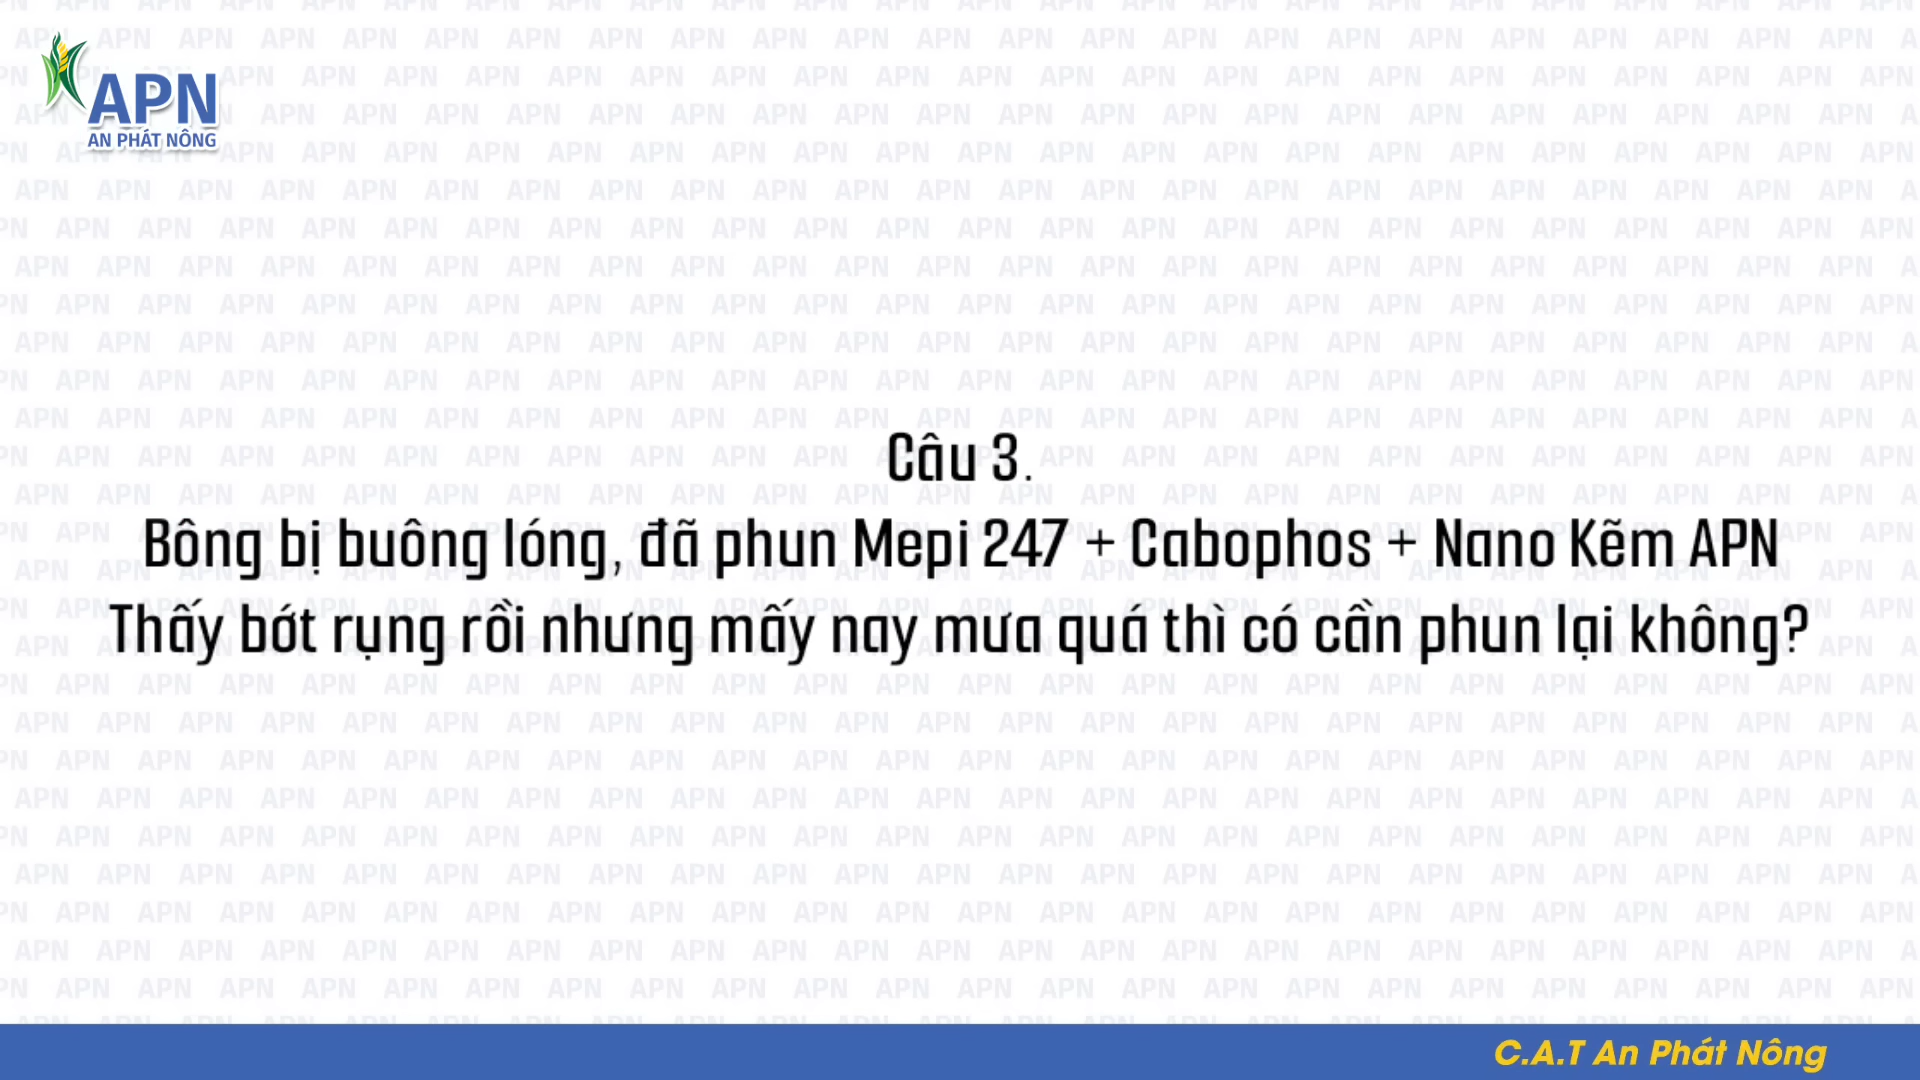 APN
AN PHÁT NÔNG
Câu 3.
Bông bị buông lóng, đã phun Mepi 247 + Cabophos + Nano Kẽm APN
Thấy bớt rụng rồi nhưng mấy nay mưa quá thì có cần phun lại không?
C.A.T An Phát Nông